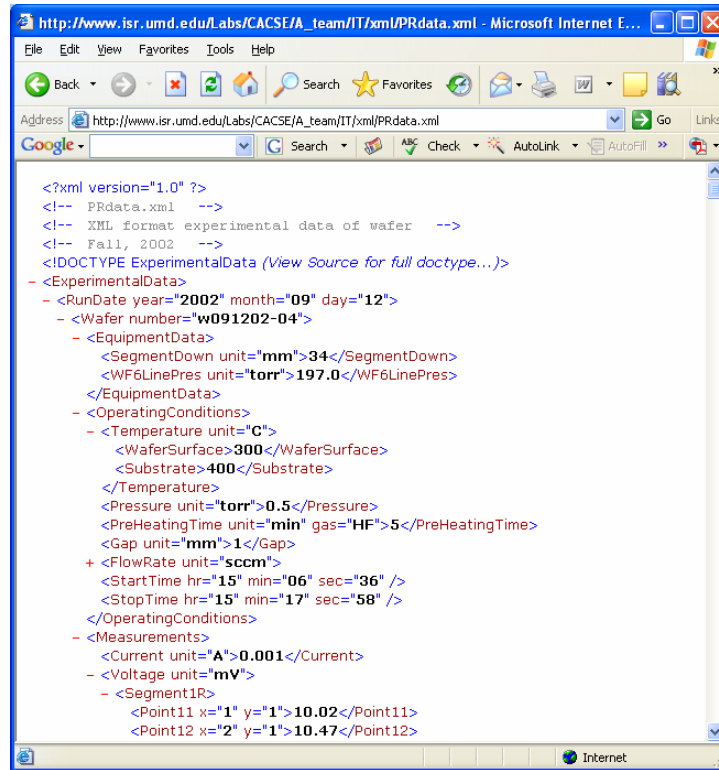 http://www.isr.umd.edu/Labs/CACSE/A_team/IT/xml/PRdata.xml - Microsoft Internet E...
File Edit View Favorites Tools Help
Back Search Favorites »
Address http://www.isr.umd.edu/Labs/CACSE/A_team/IT/xml/PRdata.xml Go Links
Google G Search ABC Check AutoLink AutoFill »
<?xml version="1.0" ?>
<!-- PRdata.xml -->
<!-- XML format experimental data of wafer -->
<!-- Fall, 2002 -->
<!DOCTYPE ExperimentalData (View Source for full doctype...)>
- <ExperimentalData>
- <RunDate year="2002" month="09" day="12">
- <Wafer number="w091202-04">
- <EquipmentData>
<SegmentDown unit="mm">34</SegmentDown>
<WF6LinePres unit="torr">197.0</WF6LinePres>
</EquipmentData>
- <OperatingConditions>
- <Temperature unit="C">
<WaferSurface>300</WaferSurface>
<Substrate>400</Substrate>
</Temperature>
<Pressure unit="torr">0.5</Pressure>
<PreHeatingTime unit="min" gas="HF">5</PreHeatingTime>
<Gap unit="mm">1</Gap>
+ <FlowRate unit="sccm">
<StartTime hr="15" min="06" sec="36" />
<StopTime hr="15" min="17" sec="58" />
</OperatingConditions>
- <Measurements>
<Current unit="A">0.001</Current>
- <Voltage unit="mV">
- <Segment1R>
<Point11 x="1" y="1">10.02</Point11>
<Point12 x="2" y="1">10.47</Point12>
Internet